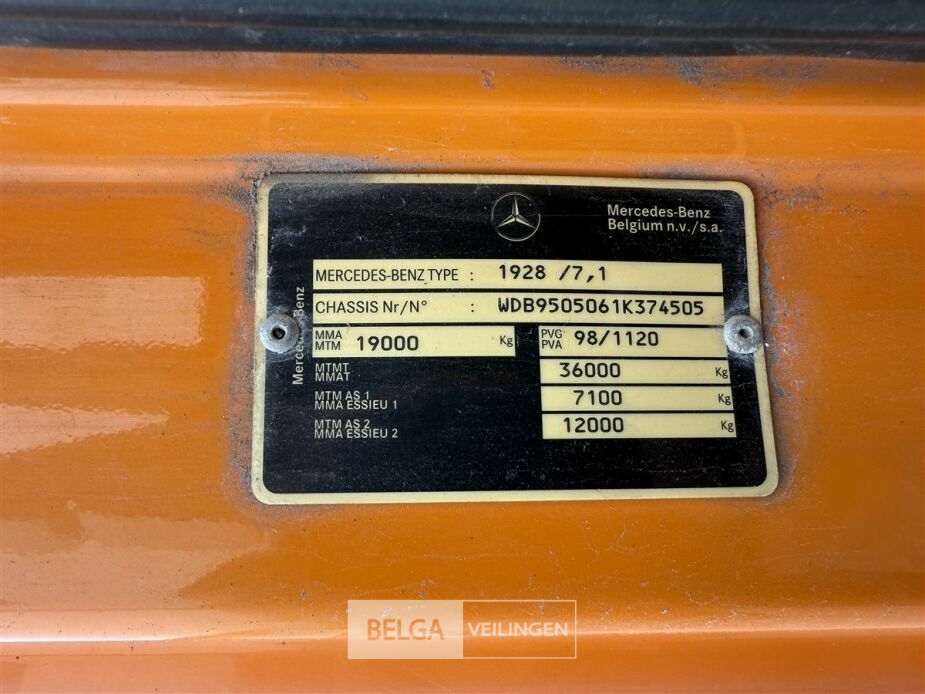 Mercedes-Benz
Belgium n.v./s.a.
Mercedes-Benz
MERCEDES-BENZ TYPE : 1928 /7,1
CHASSIS Nr/N° : WDB9505061K374505
MMA
MTM 19000 Kg
PVG
PVA 98/1120
MTMT
MMAT 36000 Kg
MTM AS 1
MMA ESSIEU 1 7100 Kg
MTM AS 2
MMA ESSIEU 2 12000 Kg
BELGA VEILINGEN